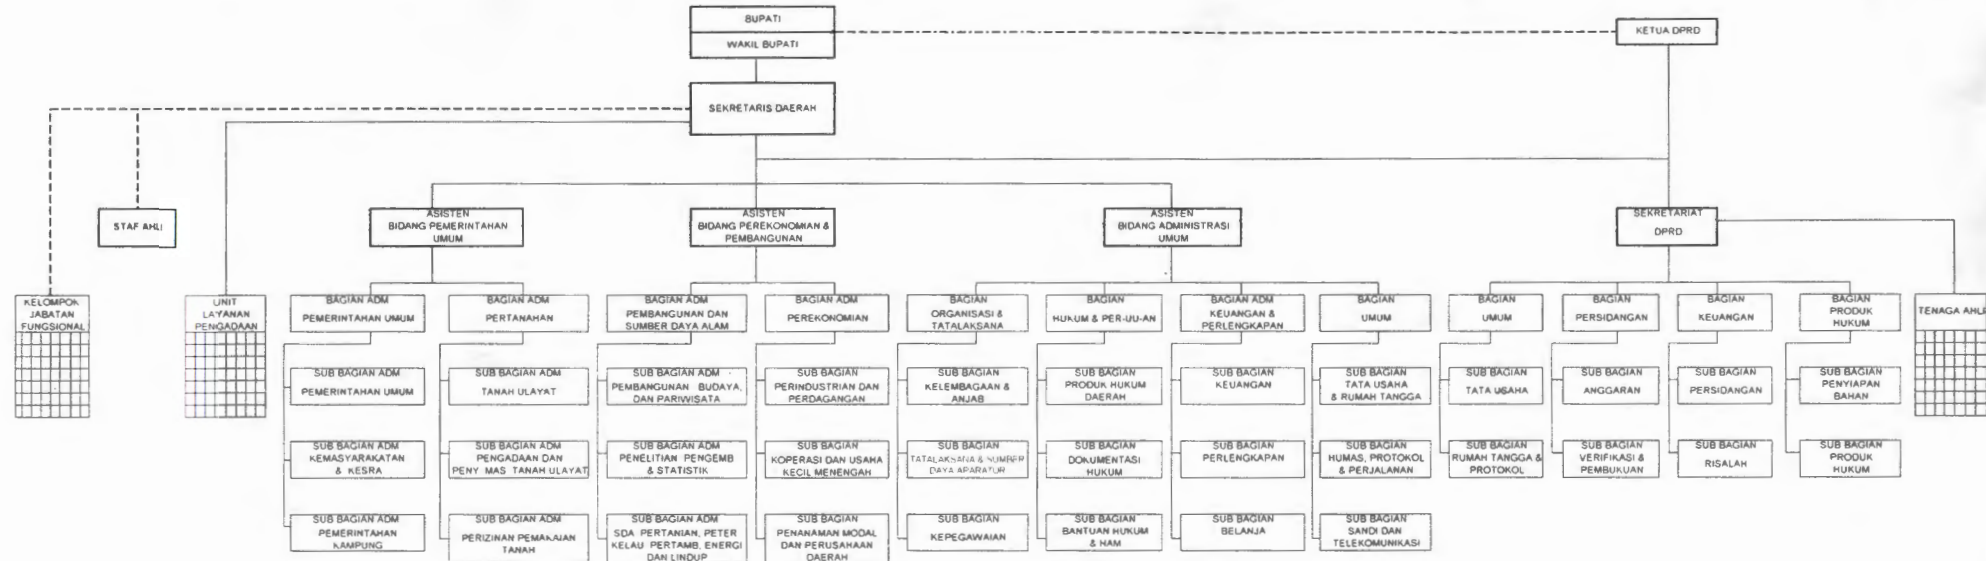 BUPATI
WAKIL BUPATI
KETUA DPRD
SEKRETARIS DAERAH
STAF AHLI
ASISTEN
BIDANG PEMERINTAHAN
UMUM
ASISTEN
BIDANG PEREKONOMIAN &
PEMBANGUNAN
ASISTEN
BIDANG ADMINISTRASI
UMUM
SEKRETARIAT
DPRD
KELOMPOK
JABATAN
FUNGSIONAL
UNIT
LAYANAN
PENGADAAN
BAGIAN ADM
PEMERINTAHAN UMUM
BAGIAN ADM
PERTANAHAN
BAGIAN ADM
PEMBANGUNAN DAN
SUMBER DAYA ALAM
BAGIAN ADM
PEREKONOMIAN
BAGIAN
ORGANISASI &
TATALAKSANA
BAGIAN
HUKUM & PER-UU-AN
BAGIAN ADM
KEUANGAN &
PERLENGKAPAN
BAGIAN
UMUM
BAGIAN
UMUM
BAGIAN
PERSIDANGAN
BAGIAN
KEUANGAN
BAGIAN
PRODUK
HUKUM
TENAGA AHLI
SUB BAGIAN ADM
PEMERINTAHAN UMUM
SUB BAGIAN ADM
TANAH ULAYAT
SUB BAGIAN ADM
PEMBANGUNAN BUDAYA,
DAN PARIWISATA
SUB BAGIAN
PERINDUSTRIAN DAN
PERDAGANGAN
SUB BAGIAN
KELEMBAGAAN &
ANJAB
SUB BAGIAN
PRODUK HUKUM
DAERAH
SUB BAGIAN
KEUANGAN
SUB BAGIAN
TATA USAHA
& RUMAH TANGGA
SUB BAGIAN
TATA USAHA
SUB BAGIAN
ANGGARAN
SUB BAGIAN
PERSIDANGAN
SUB BAGIAN
PENYIAPAN
BAHAN
SUB BAGIAN ADM
KEMASYARAKATAN
& KESRA
SUB BAGIAN ADM
PENGADAAN DAN
PENY MAS TANAH ULAYAT
SUB BAGIAN ADM
PENELITIAN PENGEMB
& STATISTIK
SUB BAGIAN
KOPERASI DAN USAHA
KECIL MENENGAH
SUB BAGIAN
TATALAKSANA & SUMBER
DAYA APARATUR
SUB BAGIAN
DOKUMENTASI
HUKUM
SUB BAGIAN
PERLENGKAPAN
SUB BAGIAN
HUMAS, PROTOKOL
& PERJALANAN
SUB BAGIAN
RUMAH TANGGA &
PROTOKOL
SUB BAGIAN
VERIFIKASI &
PEMBUKUAN
SUB BAGIAN
RISALAH
SUB BAGIAN
PRODUK
HUKUM
SUB BAGIAN ADM
PEMERINTAHAN
KAMPUNG
SUB BAGIAN ADM
PERIZINAN PEMAKAIAN
TANAH
SUB BAGIAN ADM
SDA PERTANIAN, PETER
KELAU PERTAMB, ENERGI
DAN LINDUP
SUB BAGIAN
PENANAMAN MODAL
DAN PERUSAHAAN
DAERAH
SUB BAGIAN
KEPEGAWAIAN
SUB BAGIAN
BANTUAN HUKUM
& HAM
SUB BAGIAN
BELANJA
SUB BAGIAN
SANDI DAN
TELEKOMUNIKASI